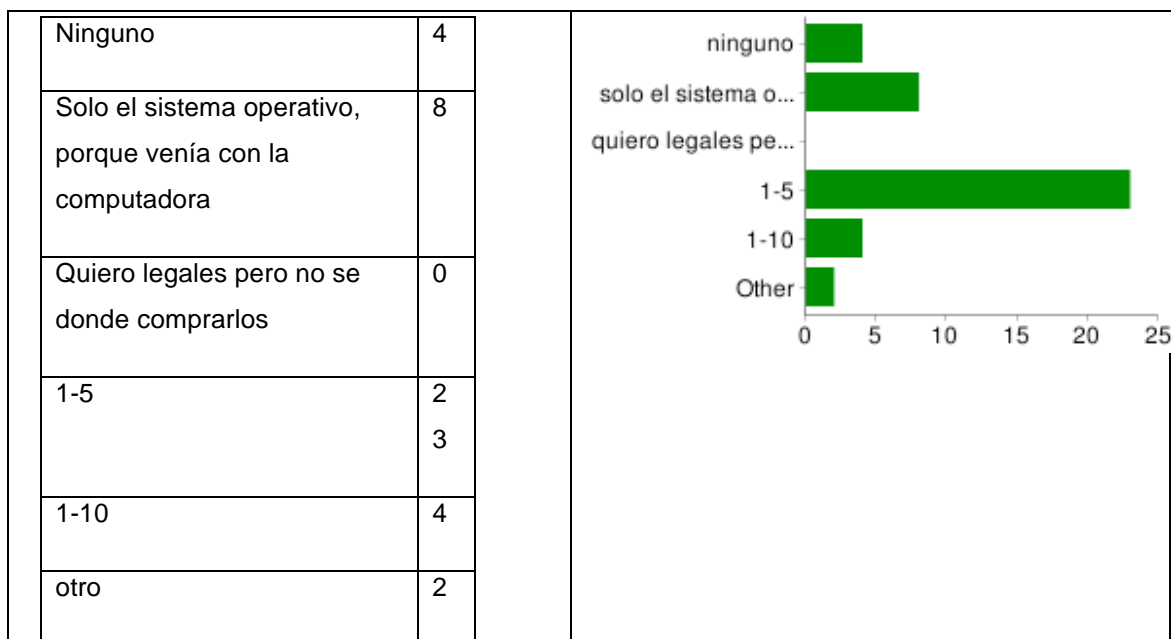 Ninguno 4
Solo el sistema operativo, 8
porque venía con la
computadora
Quiero legales pero no se 0
donde comprarlos
1-5 2
3
1-10 4
otro 2
ninguno
solo el sistema o...
quiero legales pe...
1-5
1-10
Other
0 5 10 15 20 25